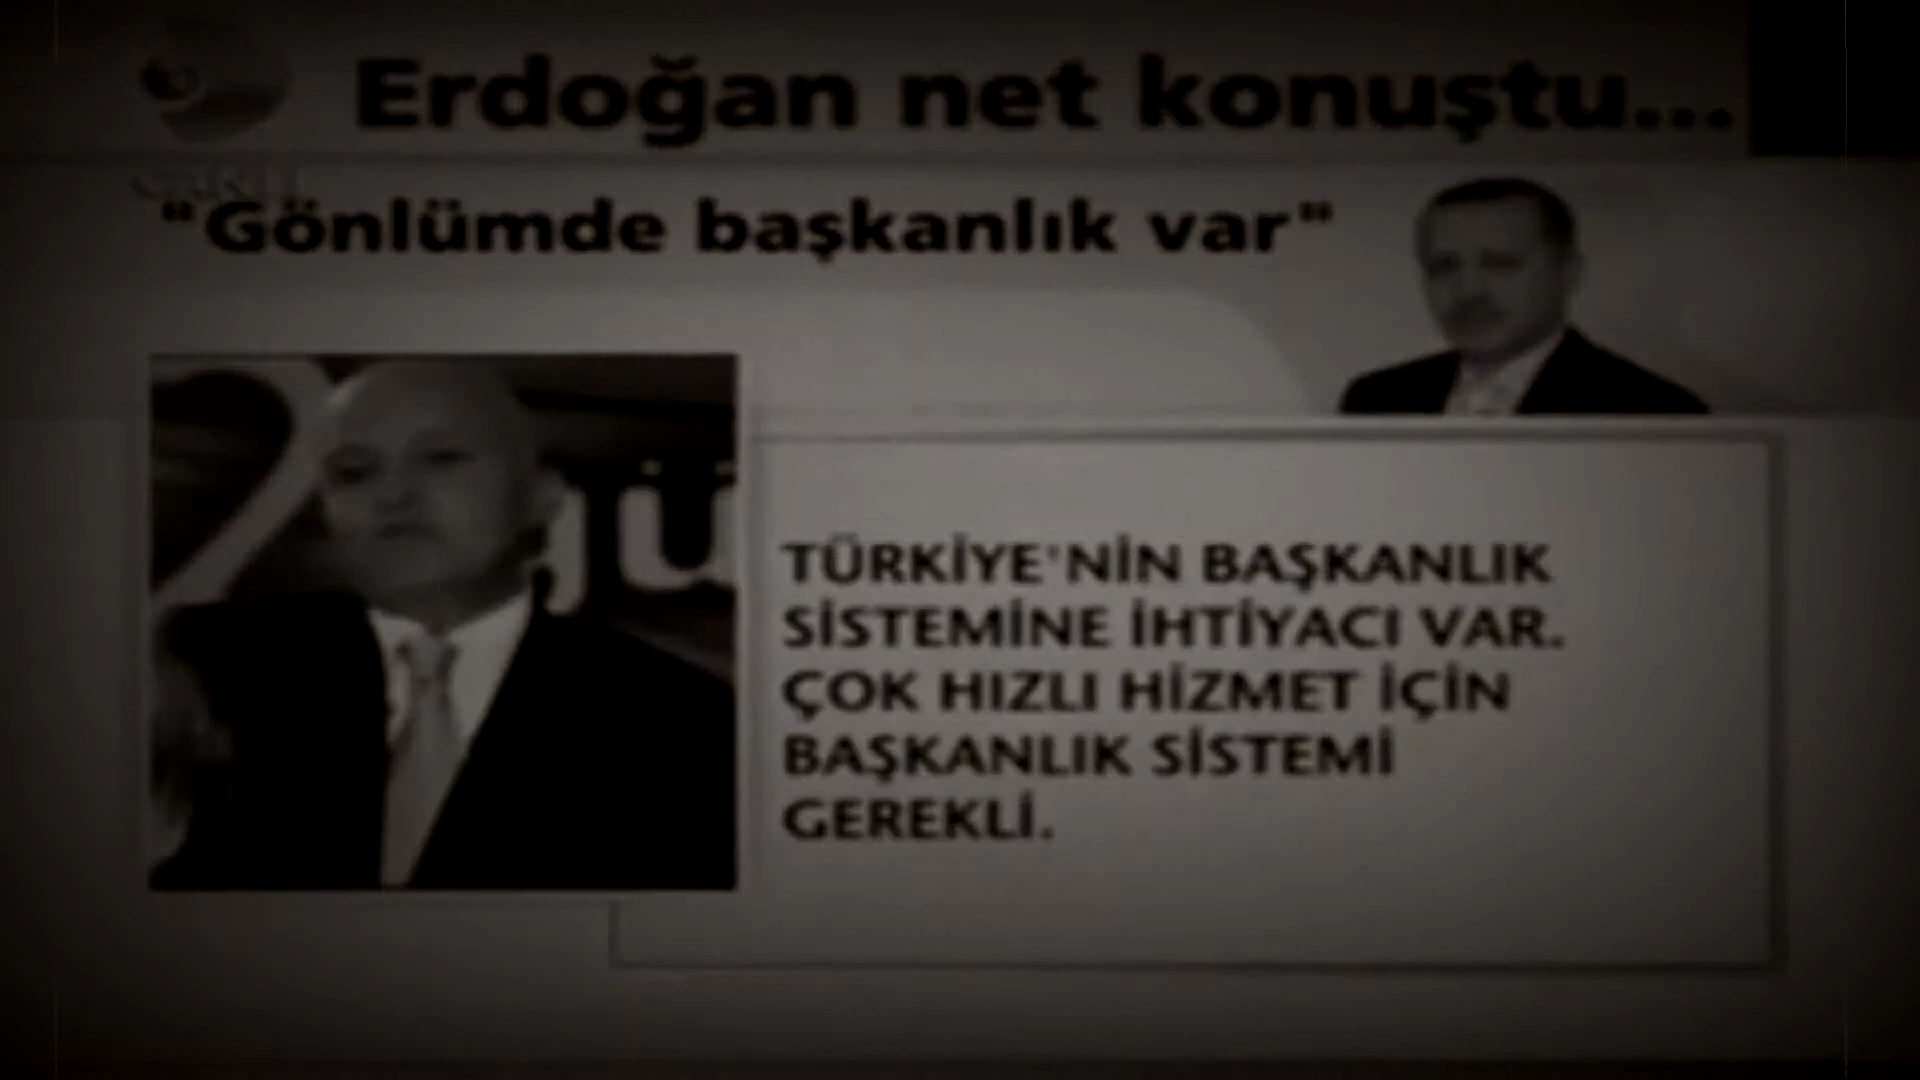 Erdoğan net konuştu...
"Gönlümde başkanlık var"
jü
TÜRKİYE'NİN BAŞKANLIK
SİSTEMİNE İHTİYACI VAR.
ÇOK HIZLI HİZMET İÇİN
BAŞKANLIK SİSTEMİ
GEREKLİ.